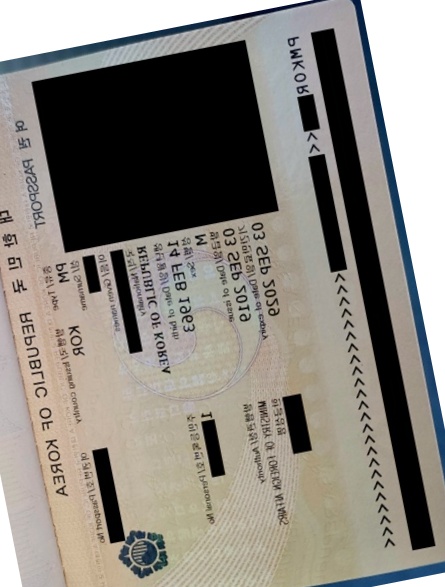 여권 PASSPORT
대한민국 REPUBLIC OF KOREA
종류/ Type
PM
발행국/ Issuing country
KOR
여권번호/ Passport No.
성/ Surname
이름/ Given names
국적/ Nationality
REPUBLIC OF KOREA
생년월일/ Date of birth
14 FEB 1963
성별/ Sex
M
발급일/ Date of issue
03 SEP 2019
기간만료일/ Date of expiry
03 SEP 2029
주민등록번호/ Personal No.
발행관청/ Authority
MINISTRY OF FOREIGN AFFAIRS
한글성명
PMKOR
<<
<<<<<<<<<<<<<<<<<<<<